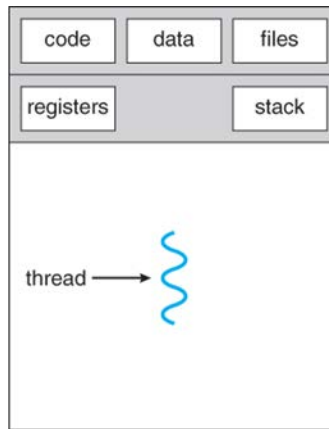 code data files
registers stack
thread